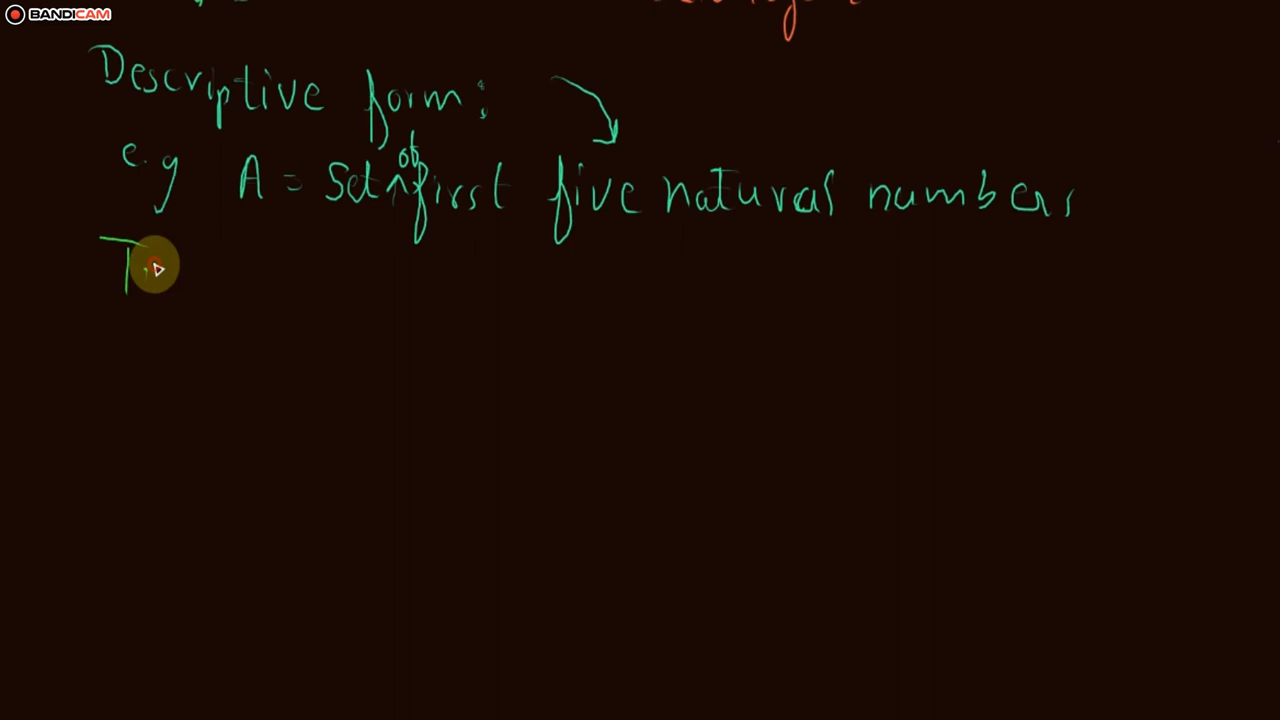 BANDICAM
Descriptive form:
e.g A = Set of first five natural numbers
T